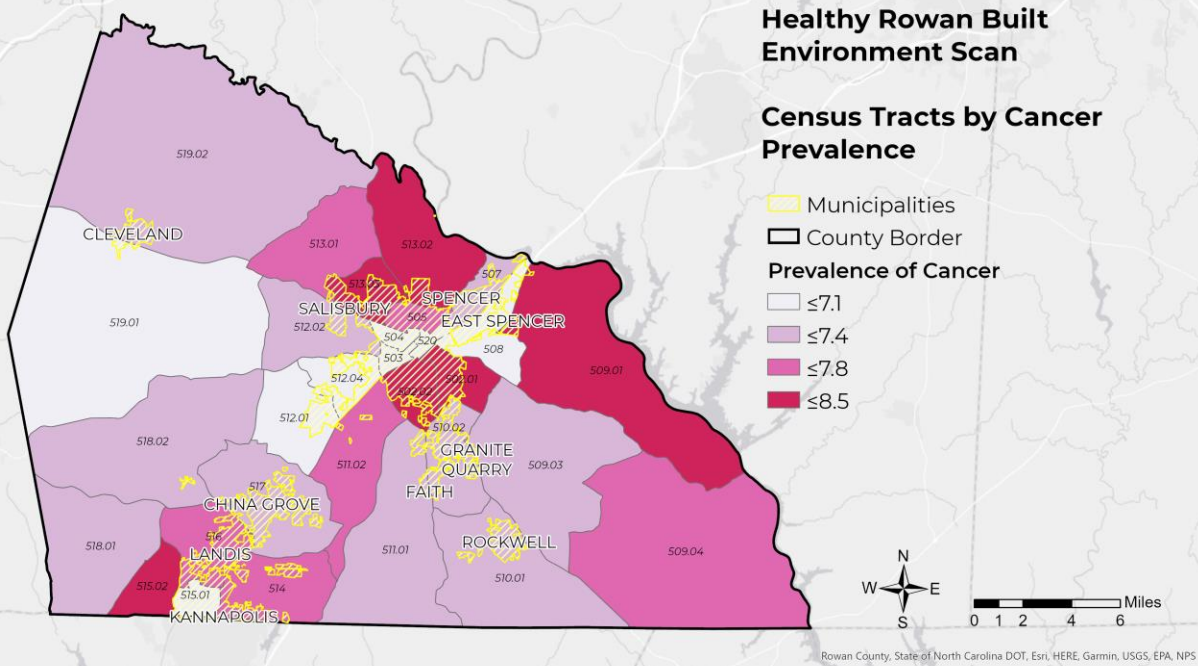 Healthy Rowan Built
Environment Scan
Census Tracts by Cancer
Prevalence
Municipalities
County Border
Prevalence of Cancer
≤7.1
≤7.4
≤7.8
≤8.5
519.02
CLEVELAND
513.01
513.02
507
SPENCER
SALISBURY
505
EAST SPENCER
519.01
512.02
504
520
503
508
512.04
502.01
509.01
512.01
510.02
518.02
511.02
GRANITE
QUARRY
509.03
517
FAITH
CHINA GROVE
516
ROCKWELL
518.01
LANDIS
511.01
509.04
515.02
515.01
514
510.01
KANNAPOLIS
N
W
E
S
0 1 2 4 6
Miles
Rowan County, State of North Carolina DOT, Esri, HERE, Garmin, USGS, EPA, NPS